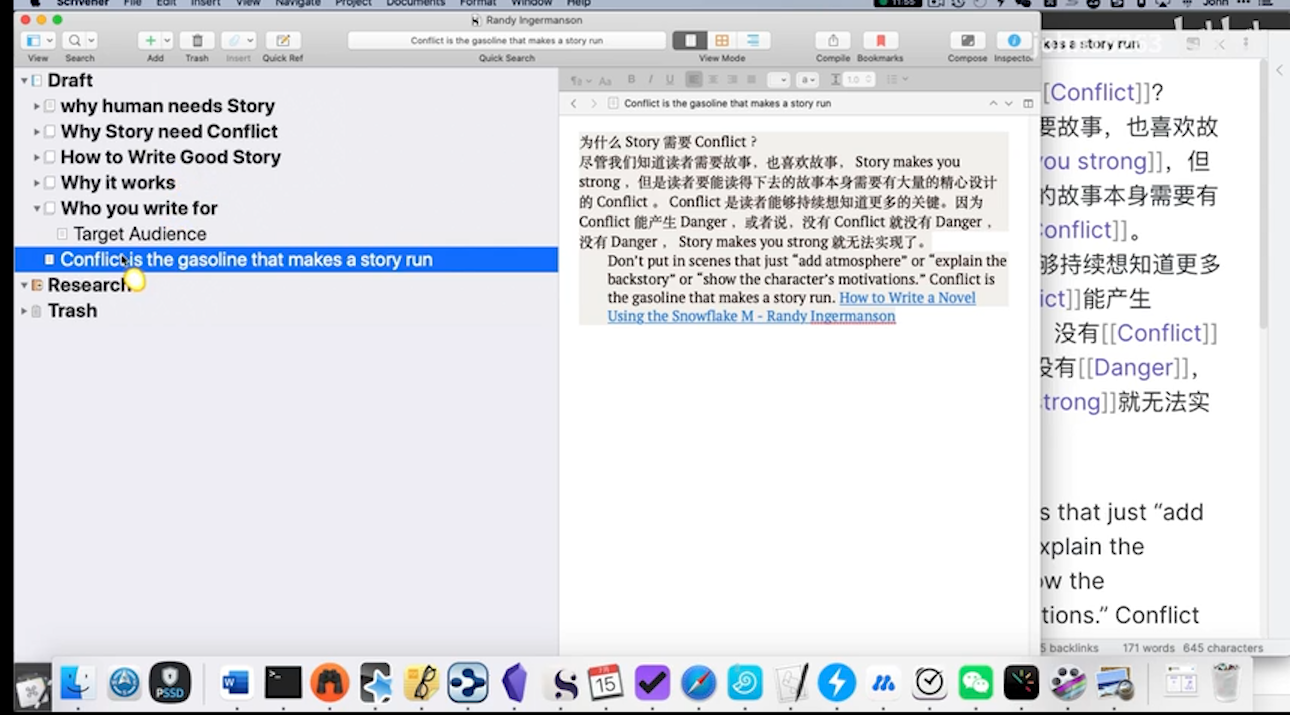 Scrivener File Edit Insert View Navigate Project Documents Format Window Help 11:55 John
Randy Ingermanson
Conflict is the gasoline that makes a story run
View Search Add Trash Insert Quick Ref Quick Search View Mode Compile Bookmarks Compose Inspector
Draft
why human needs Story
Why Story need Conflict
How to Write Good Story
Why it works
Who you write for
Target Audience
Conflict is the gasoline that makes a story run
Research
Trash
B I U a 1.0
Conflict is the gasoline that makes a story run
为什么 Story 需要 Conflict ?
尽管我们知道读者需要故事，也喜欢故事， Story makes you
strong ，但是读者要能读得下去的故事本身需要有大量的精心设计
的 Conflict 。 Conflict 是读者能够持续想知道更多的关键。因为
Conflict 能产生 Danger ，或者说，没有 Conflict 就没有 Danger ，
没有 Danger ， Story makes you strong 就无法实现了。
Don’t put in scenes that just “add atmosphere” or “explain the
backstory” or “show the character’s motivations.” Conflict is
the gasoline that makes a story run. How to Write a Novel
Using the Snowflake M - Randy Ingermanson
kes a story run
[Conflict]]?
要故事，也喜欢故
you strong]]，但
的故事本身需要有
onflict]]。
够持续想知道更多
ict]]能产生
没有[[Conflict]]
没有[[Danger]]，
strong]]就无法实
s that just “add
xplain the
ow the
tions.” Conflict
5 backlinks 171 words 645 characters
PSSD
W
15